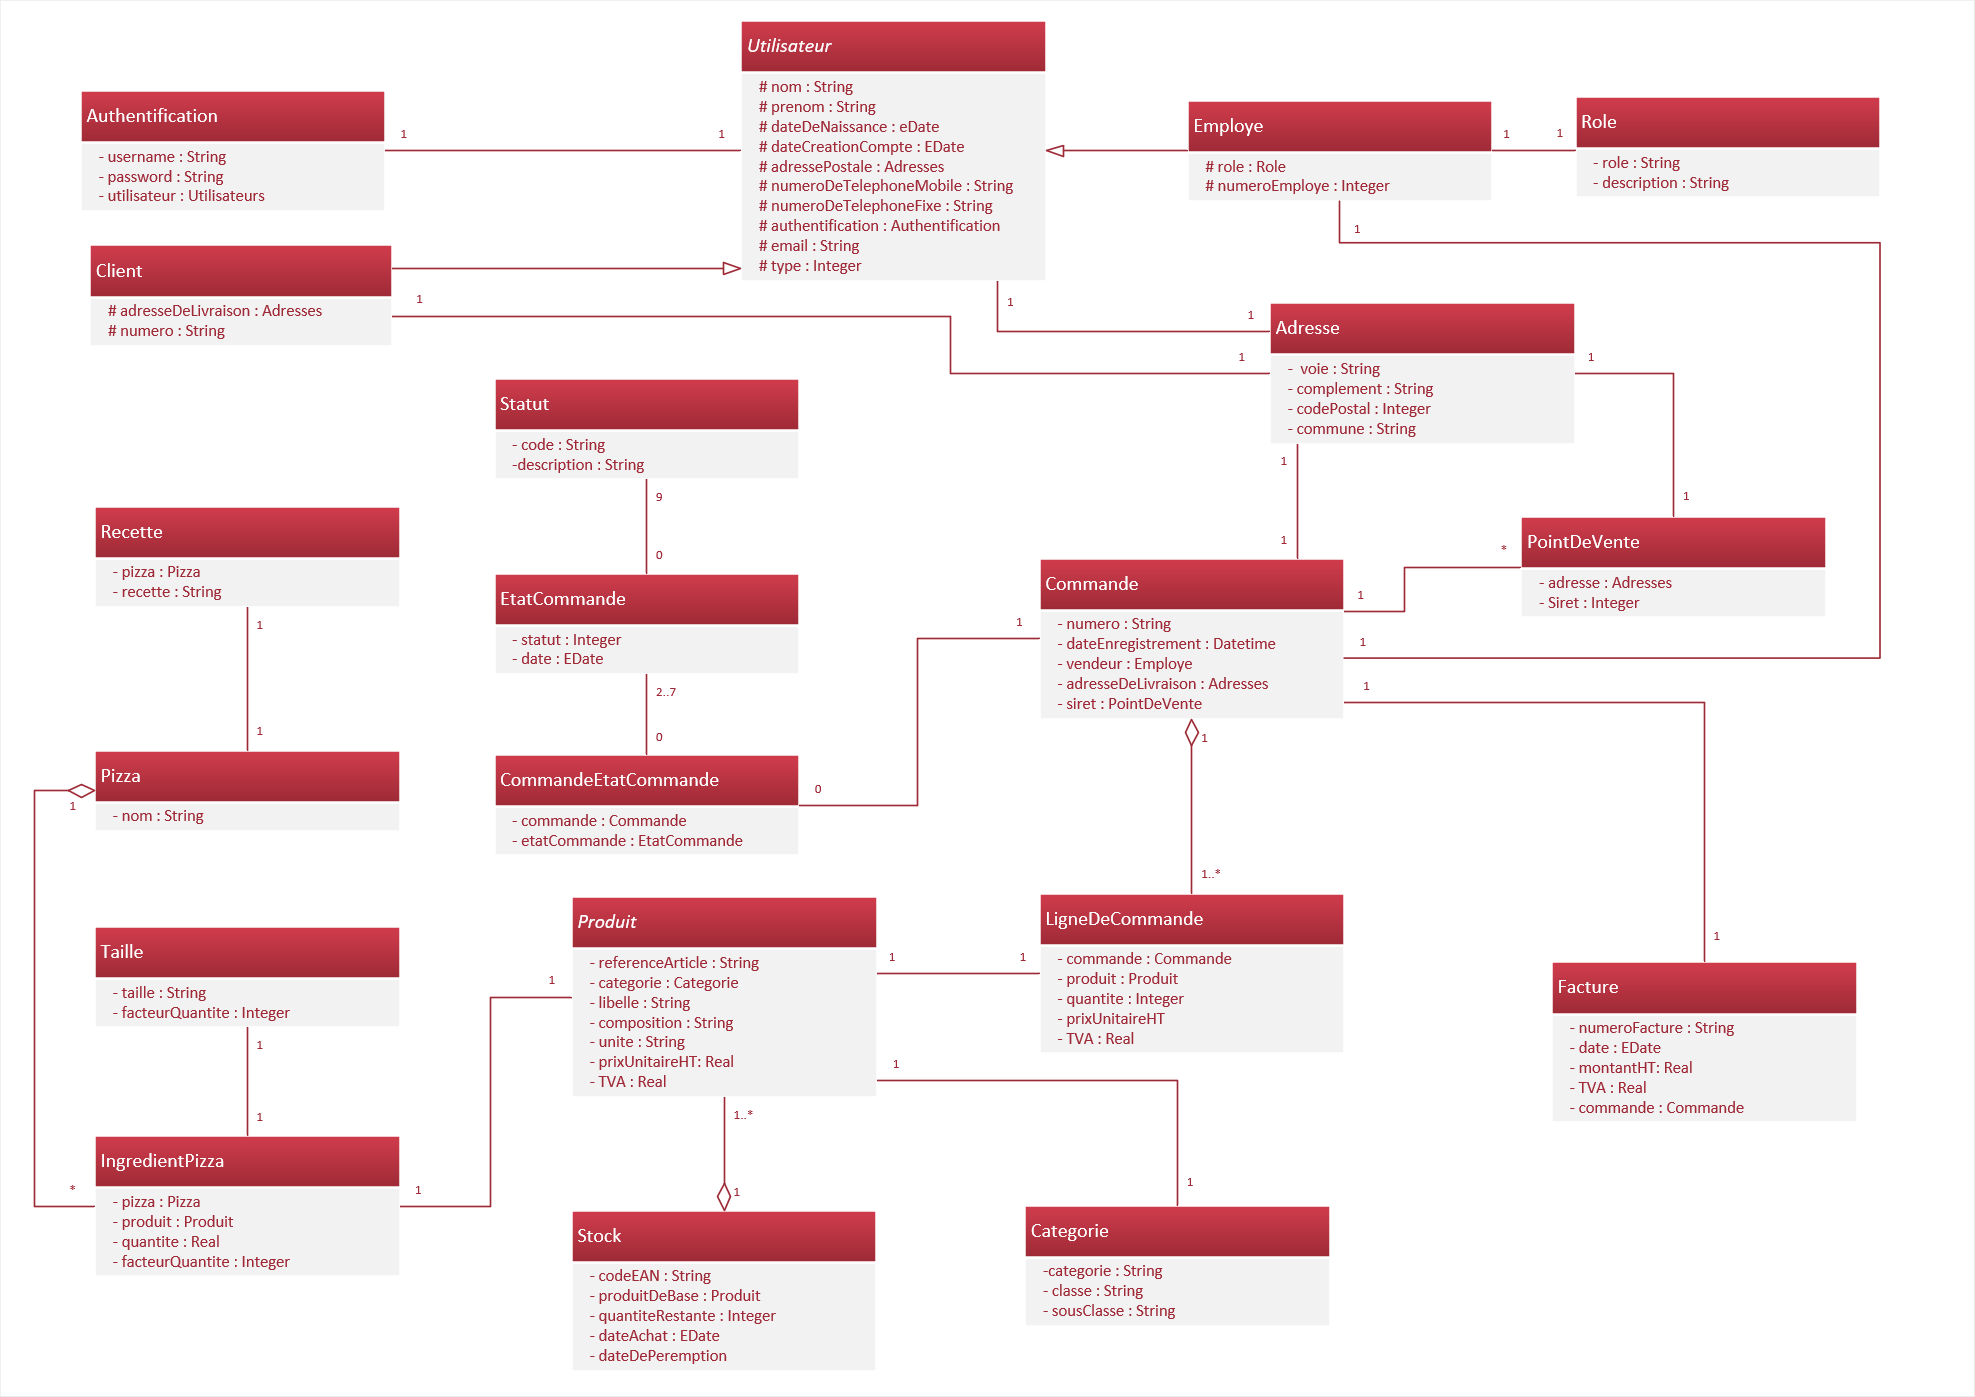 Utilisateur
# nom : String
# prenom : String
# dateDeNaissance : eDate
# dateCreationCompte : EDate
# adressePostale : Adresses
# numeroDeTelephoneMobile : String
# numeroDeTelephoneFixe : String
# authentification : Authentification
# email : String
# type : Integer
Authentification
- username : String
- password : String
- utilisateur : Utilisateurs
1
1
Employe
# role : Role
# numeroEmploye : Integer
1
1
Role
- role : String
- description : String
1
Client
# adresseDeLivraison : Adresses
# numero : String
1
1
1
1
Adresse
- voie : String
- complement : String
- codePostal : Integer
- commune : String
1
1
1
1
Statut
- code : String
-description : String
9
0
Recette
- pizza : Pizza
- recette : String
1
1
EtatCommande
- statut : Integer
- date : EDate
2..7
0
PointDeVente
- adresse : Adresses
- Siret : Integer
*
1
Commande
- numero : String
- dateEnregistrement : Datetime
- vendeur : Employe
- adresseDeLivraison : Adresses
- siret : PointDeVente
1
1
1
1
1..*
Pizza
- nom : String
1
CommandeEtatCommande
- commande : Commande
- etatCommande : EtatCommande
0
Taille
- taille : String
- facteurQuantite : Integer
1
1
Produit
- referenceArticle : String
- categorie : Categorie
- libelle : String
- composition : String
- unite : String
- prixUnitaireHT: Real
- TVA : Real
1
1
1
1
1..*
1
LigneDeCommande
- commande : Commande
- produit : Produit
- quantite : Integer
- prixUnitaireHT
- TVA : Real
1
Facture
- numeroFacture : String
- date : EDate
- montantHT: Real
- TVA : Real
- commande : Commande
IngredientPizza
- pizza : Pizza
- produit : Produit
- quantite : Real
- facteurQuantite : Integer
*
1
Stock
- codeEAN : String
- produitDeBase : Produit
- quantiteRestante : Integer
- dateAchat : EDate
- dateDePeremption
1
Categorie
-categorie : String
- classe : String
- sousClasse : String